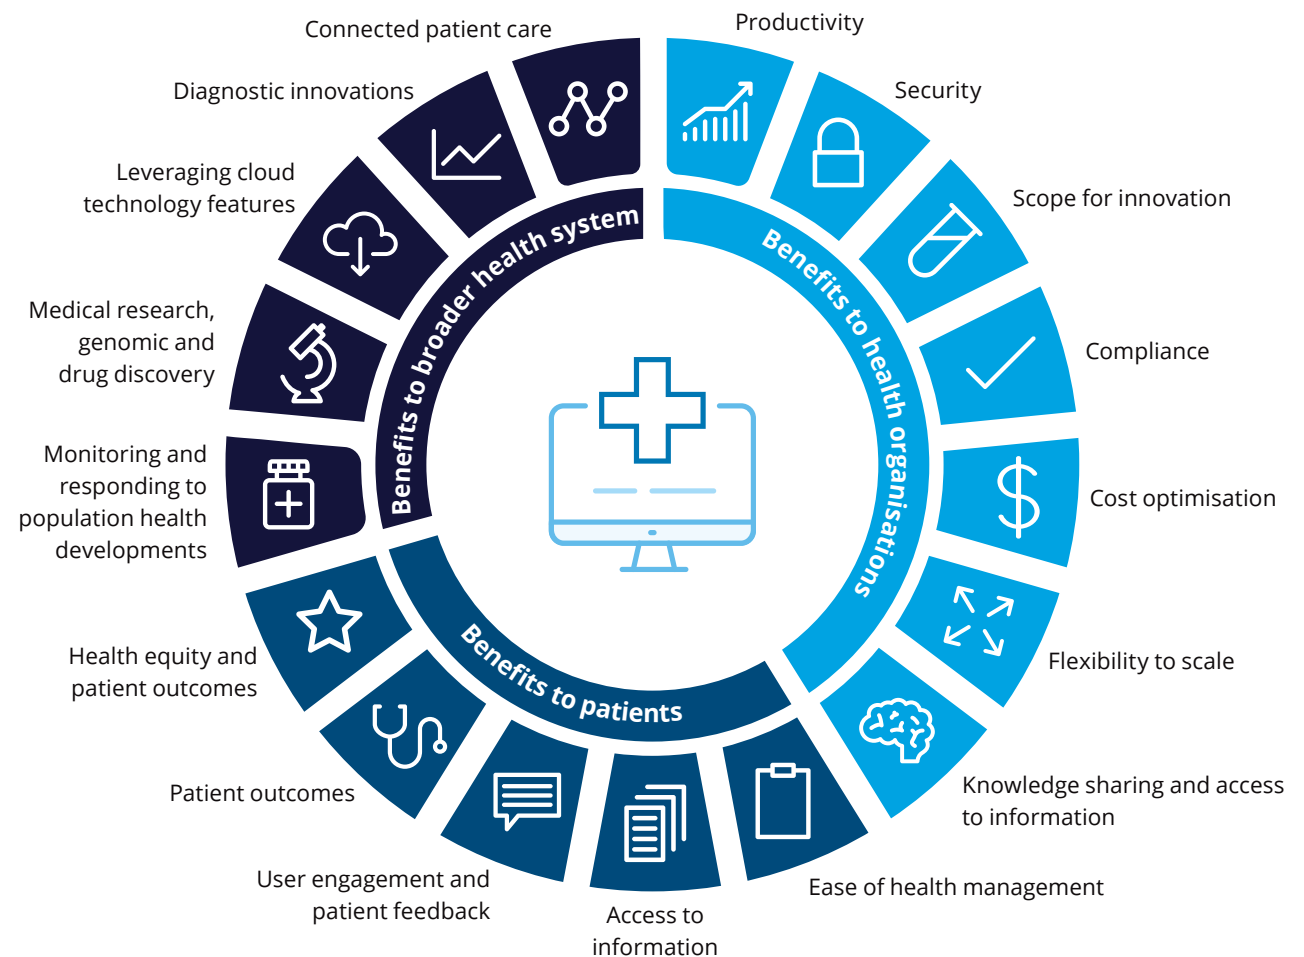 Connected patient care
Productivity
Diagnostic innovations
Security
Leveraging cloud
technology features
Scope for innovation
Medical research,
genomic and
drug discovery
Compliance
Monitoring and
responding to
population health
developments
Cost optimisation
Health equity and
patient outcomes
Flexibility to scale
Patient outcomes
Knowledge sharing and access
to information
User engagement and
patient feedback
Ease of health management
Access to
information
Benefits to broader health system
Benefits to health organisations
Benefits to patients